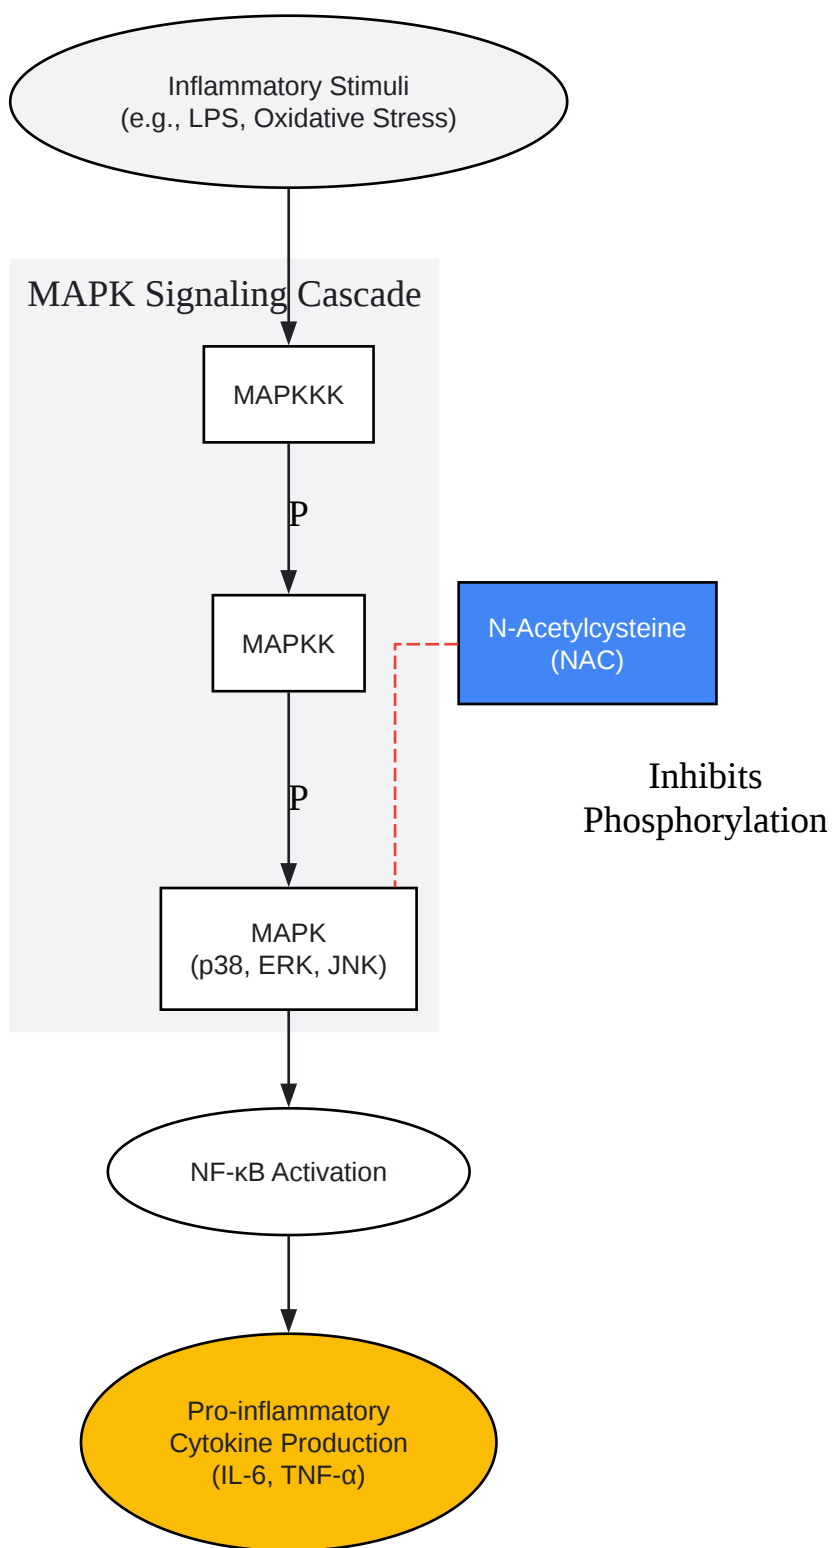 Inflammatory Stimuli
(e.g., LPS, Oxidative Stress)
MAPK Signaling Cascade
MAPKKK
P
MAPKK
N-Acetylcysteine
(NAC)
Inhibits
Phosphorylation
P
MAPK
(p38, ERK, JNK)
NF-κB Activation
Pro-inflammatory
Cytokine Production
(IL-6, TNF-α)